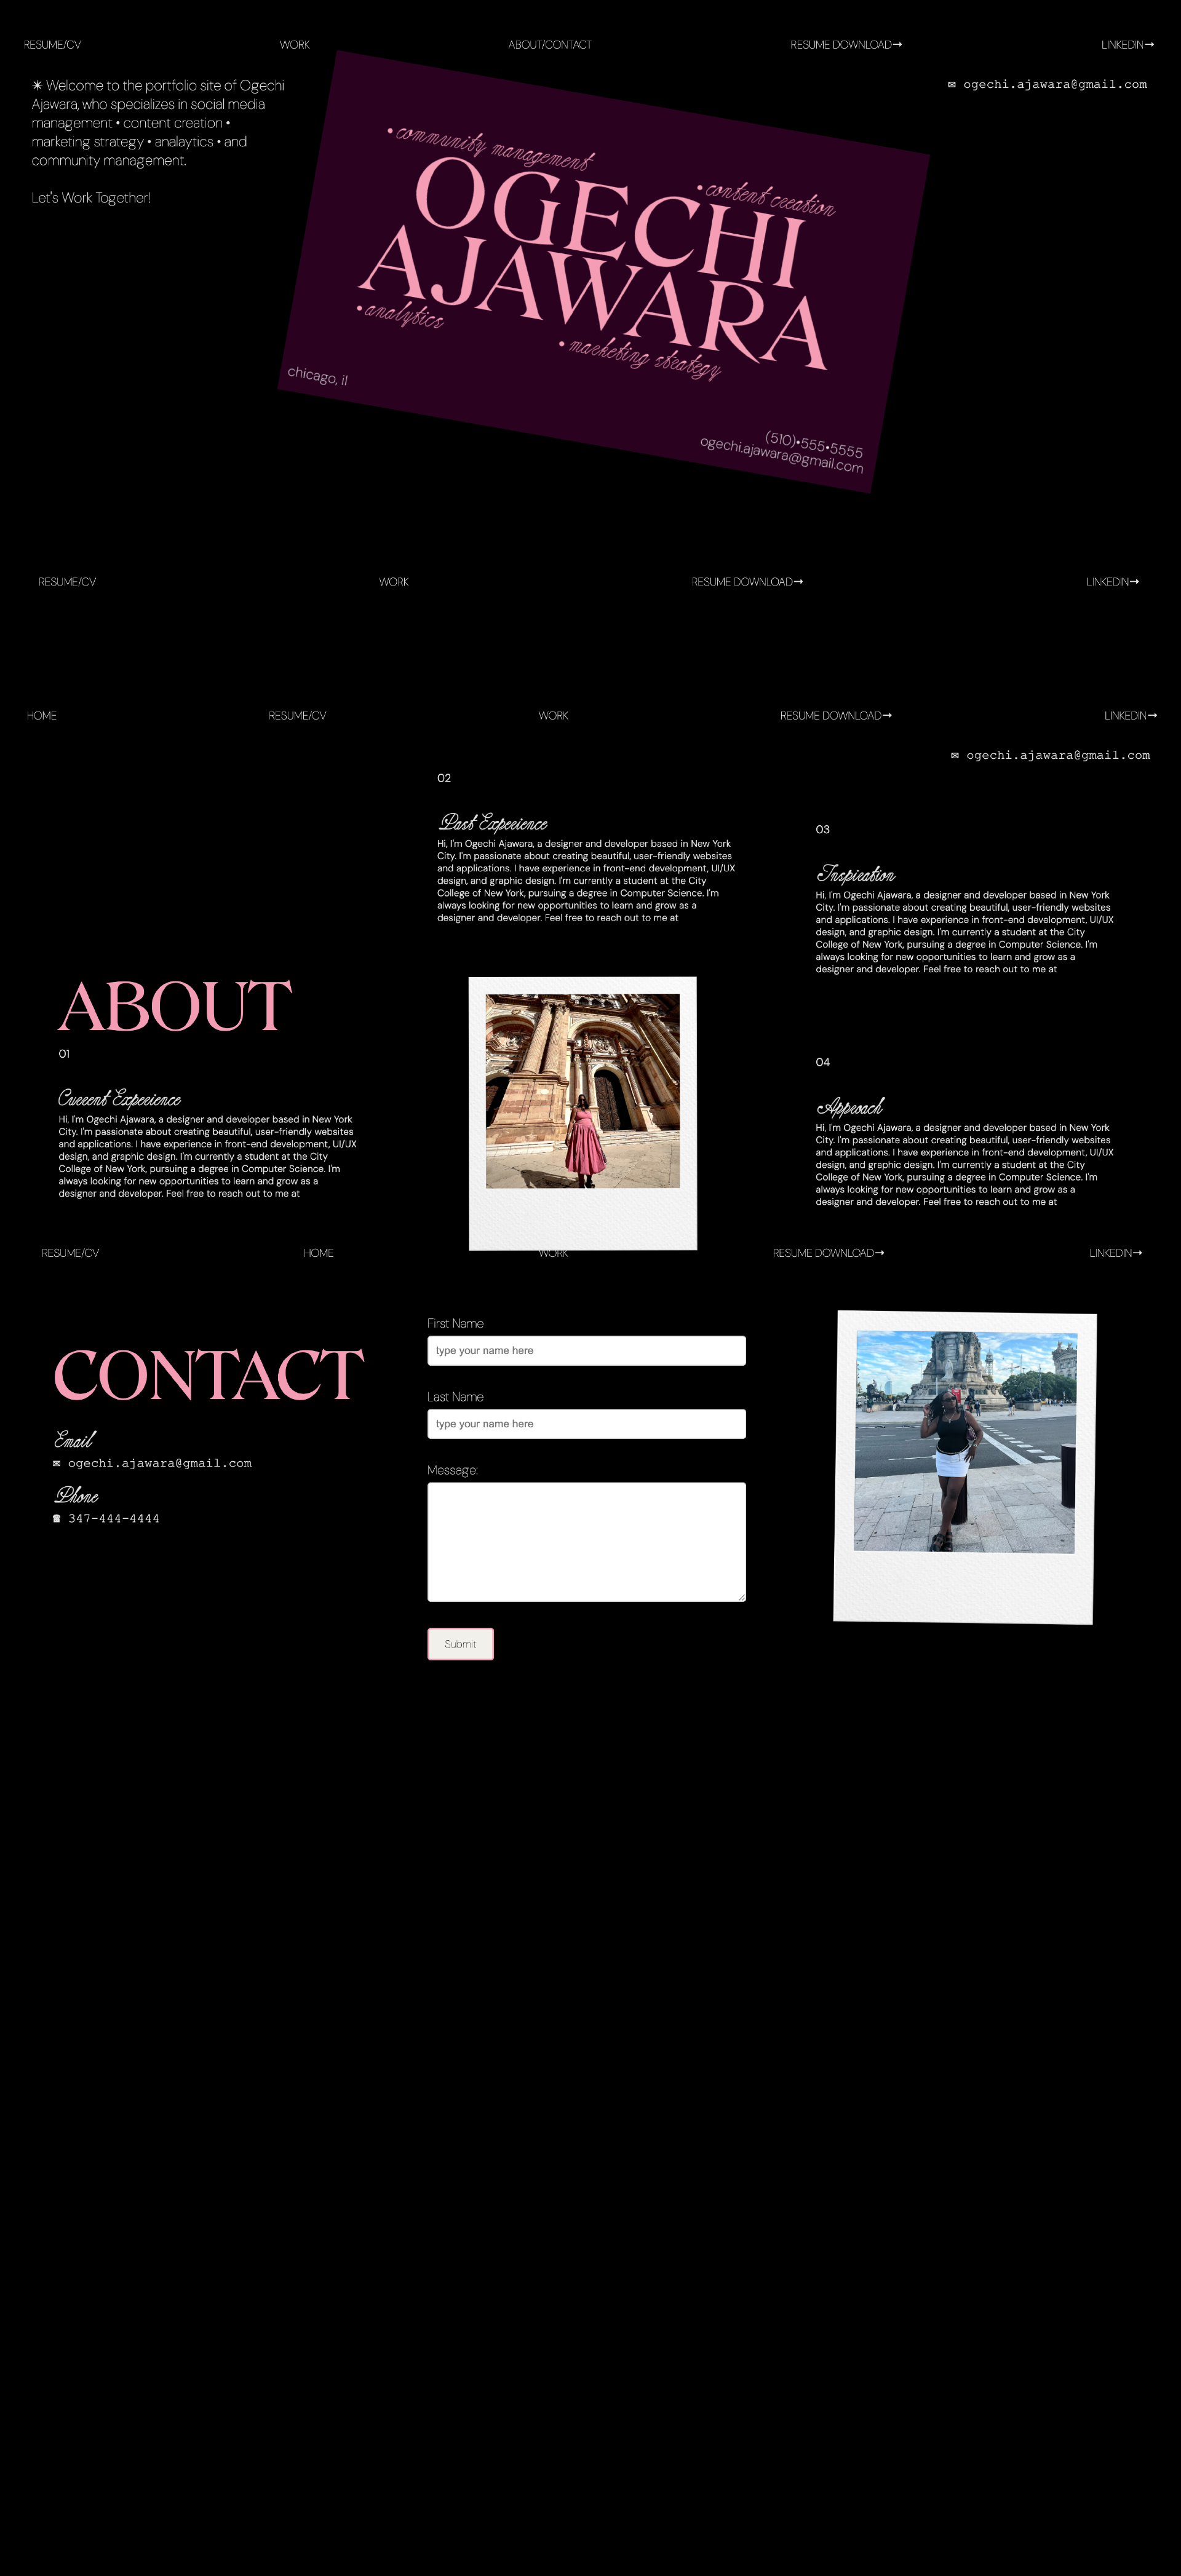 RESUME/CV
WORK
ABOUT/CONTACT
RESUME DOWNLOAD→
LINKEDIN→
✴ Welcome to the portfolio site of Ogechi
Ajawara, who specializes in social media
management • content creation •
marketing strategy • analaytics • and
community management.
Let's Work Together!
✉ ogechi.ajawara@gmail.com
•community management
•content creation
OGECHI
AJAWARA
•analytics
•marketing strategy
chicago, il
(510)•555•5555
ogechi.ajawara@gmail.com
RESUME/CV
WORK
RESUME DOWNLOAD→
LINKEDIN→
HOME
RESUME/CV
WORK
RESUME DOWNLOAD→
LINKEDIN→
✉ ogechi.ajawara@gmail.com
ABOUT
01
Current Experience
Hi, I'm Ogechi Ajawara, a designer and developer based in New York
City. I'm passionate about creating beautiful, user-friendly websites
and applications. I have experience in front-end development, UI/UX
design, and graphic design. I'm currently a student at the City
College of New York, pursuing a degree in Computer Science. I'm
always looking for new opportunities to learn and grow as a
designer and developer. Feel free to reach out to me at
02
Past Experience
Hi, I'm Ogechi Ajawara, a designer and developer based in New York
City. I'm passionate about creating beautiful, user-friendly websites
and applications. I have experience in front-end development, UI/UX
design, and graphic design. I'm currently a student at the City
College of New York, pursuing a degree in Computer Science. I'm
always looking for new opportunities to learn and grow as a
designer and developer. Feel free to reach out to me at
03
Inspiration
Hi, I'm Ogechi Ajawara, a designer and developer based in New York
City. I'm passionate about creating beautiful, user-friendly websites
and applications. I have experience in front-end development, UI/UX
design, and graphic design. I'm currently a student at the City
College of New York, pursuing a degree in Computer Science. I'm
always looking for new opportunities to learn and grow as a
designer and developer. Feel free to reach out to me at
04
Approach
Hi, I'm Ogechi Ajawara, a designer and developer based in New York
City. I'm passionate about creating beautiful, user-friendly websites
and applications. I have experience in front-end development, UI/UX
design, and graphic design. I'm currently a student at the City
College of New York, pursuing a degree in Computer Science. I'm
always looking for new opportunities to learn and grow as a
designer and developer. Feel free to reach out to me at
RESUME/CV
HOME
WORK
RESUME DOWNLOAD→
LINKEDIN→
CONTACT
Email
✉ ogechi.ajawara@gmail.com
Phone
☎ 347-444-4444
First Name
type your name here
Last Name
type your name here
Message:
Submit